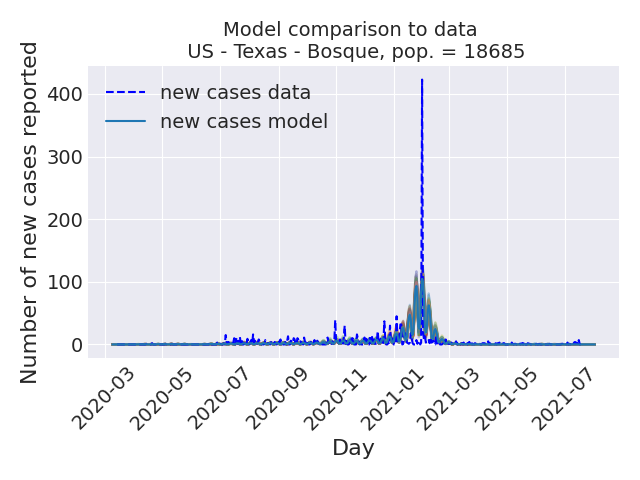 Model comparison to data
US - Texas - Bosque, pop. = 18685
Number of new cases reported
400
300
200
100
0
new cases data
new cases model
2020-03
2020-05
2020-07
2020-09
2020-11
2021-01
2021-03
2021-05
2021-07
Day